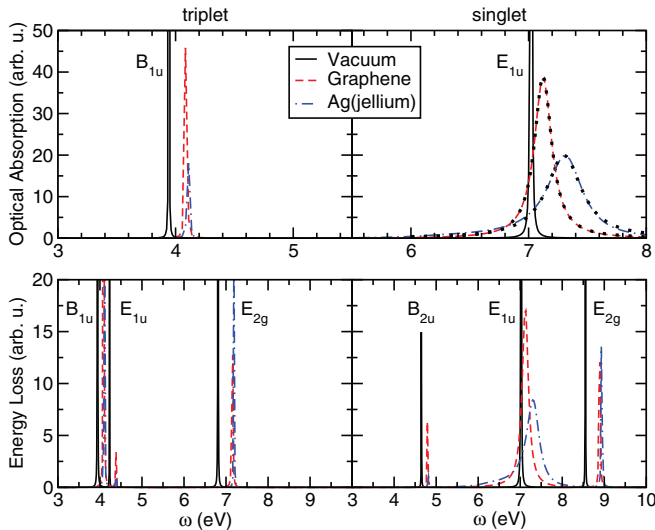 triplet
singlet
Optical Absorption (arb. u.)
50
40
30
20
10
0
B1u
E1u
Vacuum
Graphene
Ag(jellium)
3
4
5
6
7
8
Energy Loss (arb. u.)
20
15
10
5
0
B1u
E1u
E2g
B2u
E1u
E2g
3
4
5
6
7
8
9
3
4
5
6
7
8
9
10
ω (eV)
ω (eV)